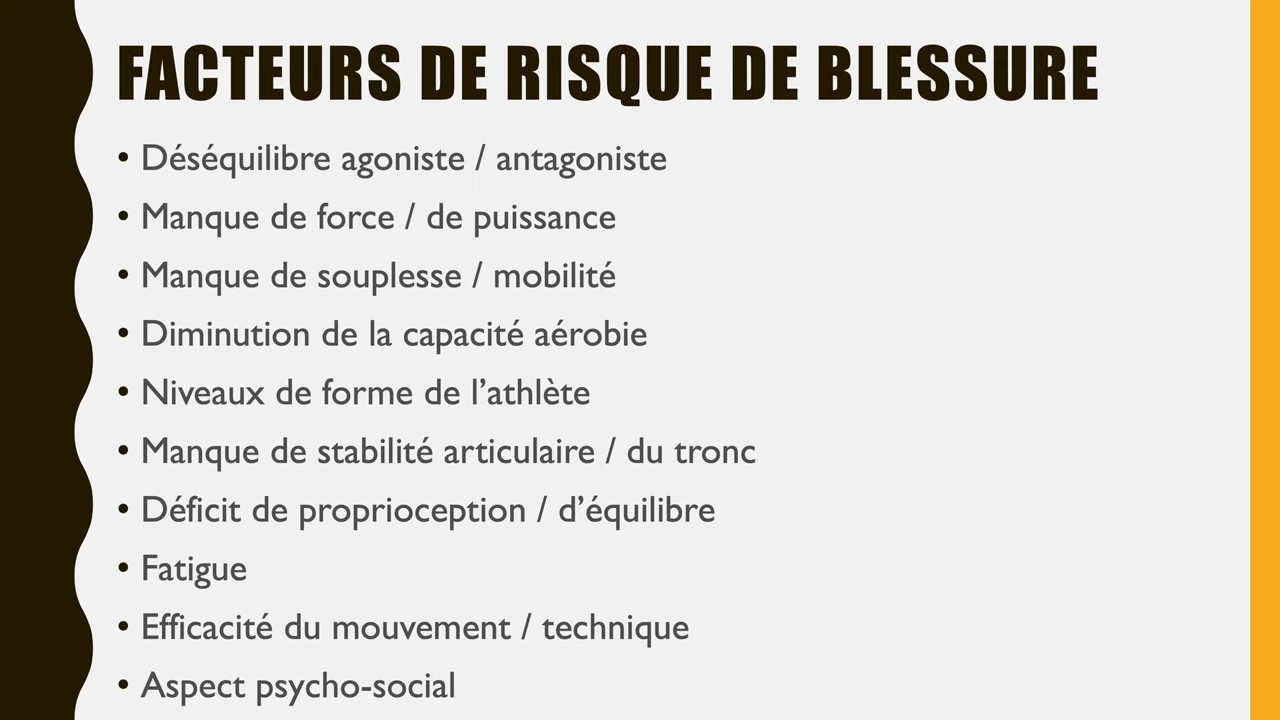 FACTEURS DE RISQUE DE BLESSURE
• Déséquilibre agoniste / antagoniste
• Manque de force / de puissance
• Manque de souplesse / mobilité
• Diminution de la capacité aérobie
• Niveaux de forme de l’athlète
• Manque de stabilité articulaire / du tronc
• Déficit de proprioception / d’équilibre
• Fatigue
• Efficacité du mouvement / technique
• Aspect psycho-social